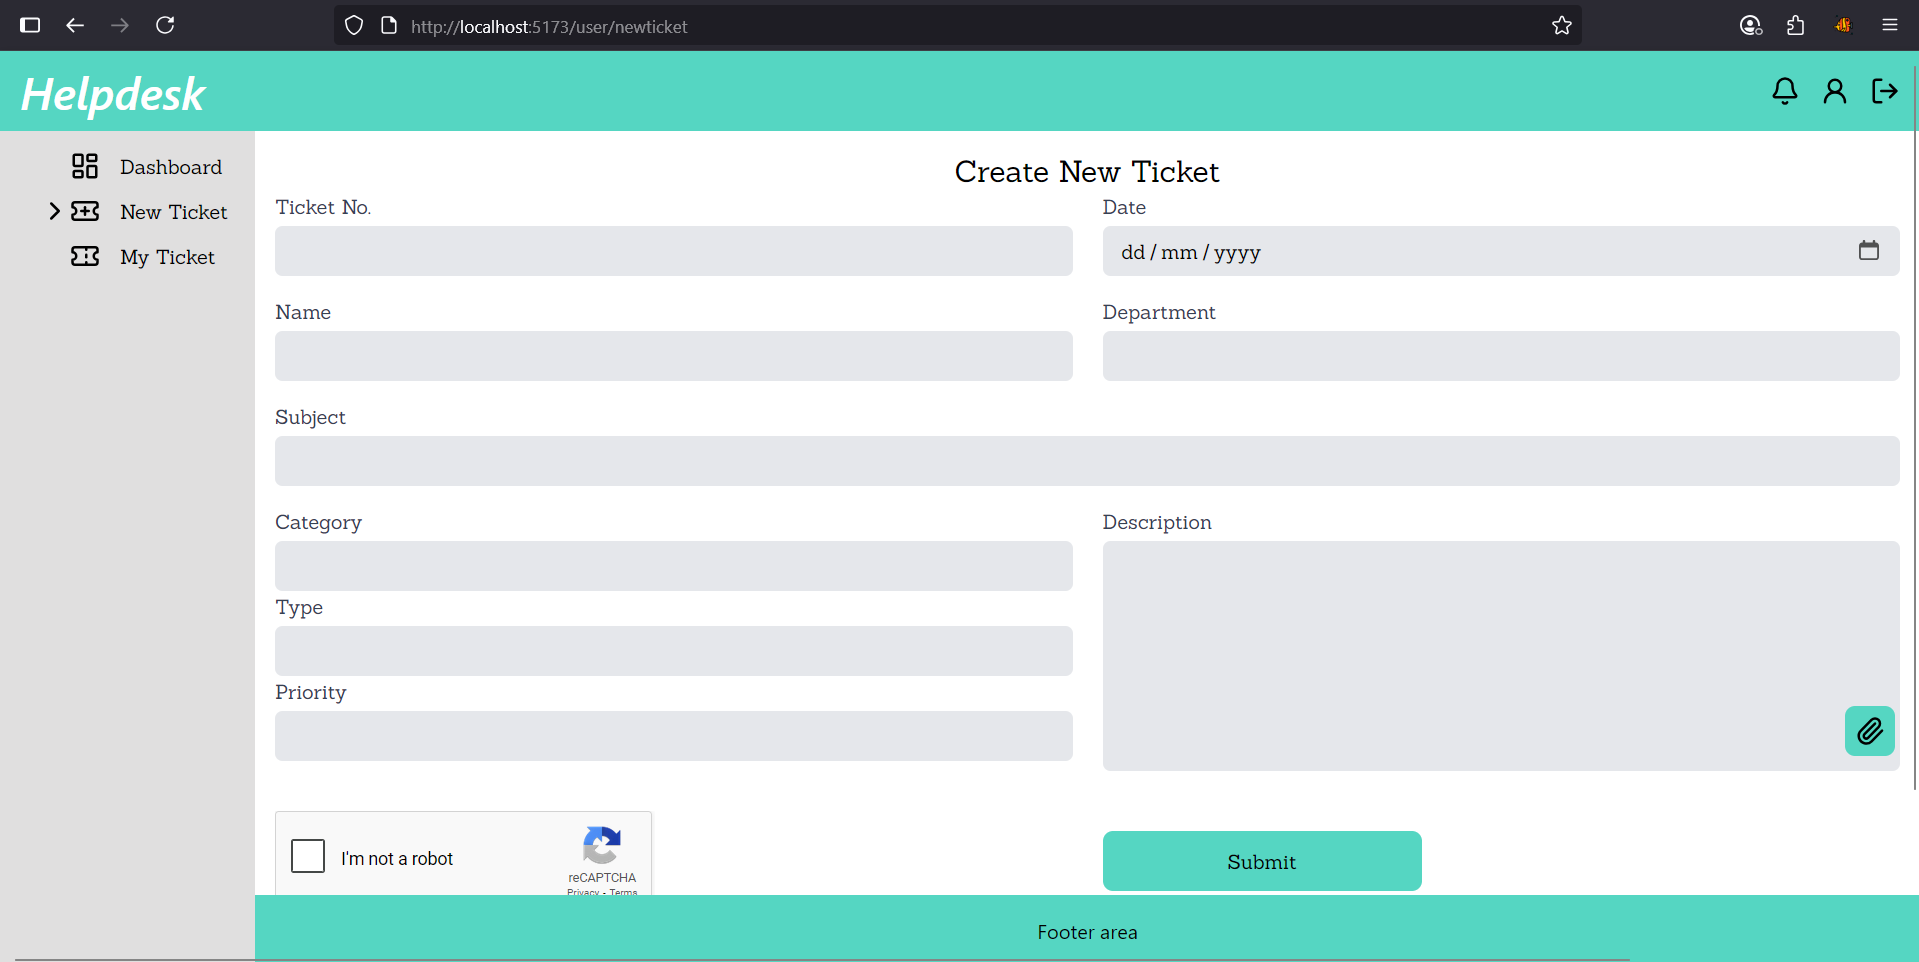 http://localhost:5173/user/newticket
Helpdesk
Dashboard
New Ticket
My Ticket
Create New Ticket
Ticket No.
Date
dd / mm / yyyy
Name
Department
Subject
Category
Description
Type
Priority
I'm not a robot
reCAPTCHA
Privacy - Terms
Submit
Footer area